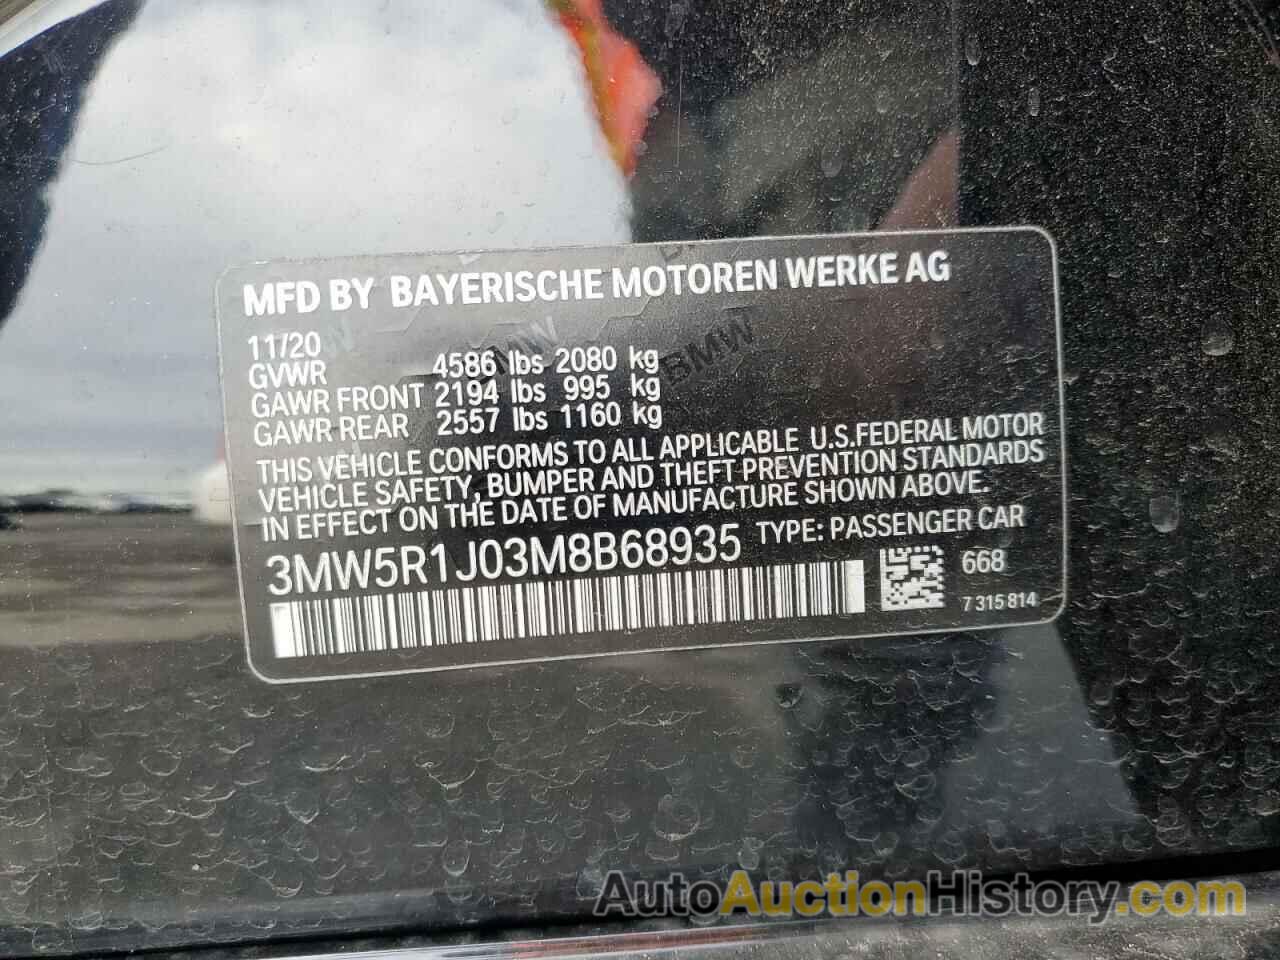 MFD BY BAYERISCHE MOTOREN WERKE AG
11/20
GVWR 4586 lbs 2080 kg
GAWR FRONT 2194 lbs 995 kg
GAWR REAR 2557 lbs 1160 kg
THIS VEHICLE CONFORMS TO ALL APPLICABLE U.S.FEDERAL MOTOR
VEHICLE SAFETY, BUMPER AND THEFT PREVENTION STANDARDS
IN EFFECT ON THE DATE OF MANUFACTURE SHOWN ABOVE.
3MW5R1J03M8B68935 TYPE: PASSENGER CAR
668
7 315 814
BMW
BMW
AutoAuctionHistory.com